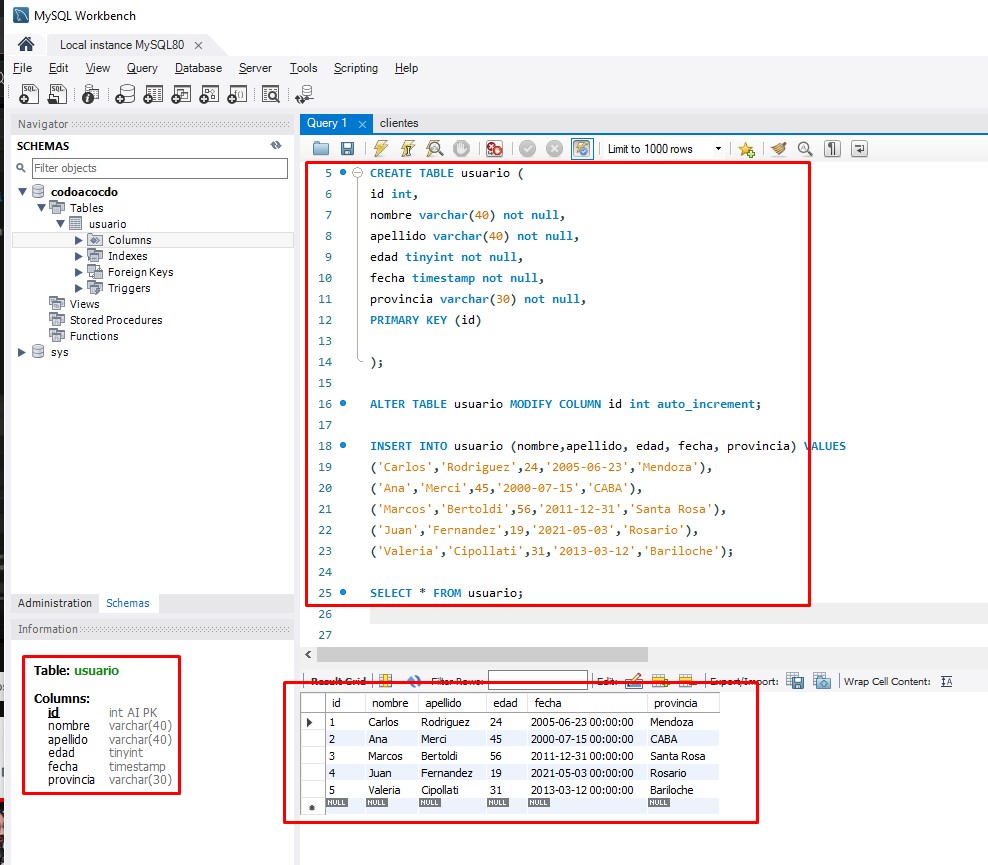 MySQL Workbench
Local instance MySQL80
File Edit View Query Database Server Tools Scripting Help
Navigator
SCHEMAS
Filter objects
codoacocdo
Tables
usuario
Columns
Indexes
Foreign Keys
Triggers
Views
Stored Procedures
Functions
sys
Administration Schemas
Information
Table: usuario
Columns:
id int AI PK
nombre varchar(40)
apellido varchar(40)
edad tinyint
fecha timestamp
provincia varchar(30)
Query 1 clientes
Limit to 1000 rows
5 CREATE TABLE usuario (
6 id int,
7 nombre varchar(40) not null,
8 apellido varchar(40) not null,
9 edad tinyint not null,
10 fecha timestamp not null,
11 provincia varchar(30) not null,
12 PRIMARY KEY (id)
13
14 );
15
16 ALTER TABLE usuario MODIFY COLUMN id int auto_increment;
17
18 INSERT INTO usuario (nombre,apellido, edad, fecha, provincia) VALUES
19 ('Carlos','Rodriguez',24,'2005-06-23','Mendoza'),
20 ('Ana','Merci',45,'2000-07-15','CABA'),
21 ('Marcos','Bertoldi',56,'2011-12-31','Santa Rosa'),
22 ('Juan','Fernandez',19,'2021-05-03','Rosario'),
23 ('Valeria','Cipollati',31,'2013-03-12','Bariloche');
24
25 SELECT * FROM usuario;
26
27
Result Grid Filter Rows: Edit: Export/Import: Wrap Cell Content:
id nombre apellido edad fecha provincia
1 Carlos Rodriguez 24 2005-06-23 00:00:00 Mendoza
2 Ana Merci 45 2000-07-15 00:00:00 CABA
3 Marcos Bertoldi 56 2011-12-31 00:00:00 Santa Rosa
4 Juan Fernandez 19 2021-05-03 00:00:00 Rosario
5 Valeria Cipollati 31 2013-03-12 00:00:00 Bariloche
NULL NULL NULL NULL NULL NULL